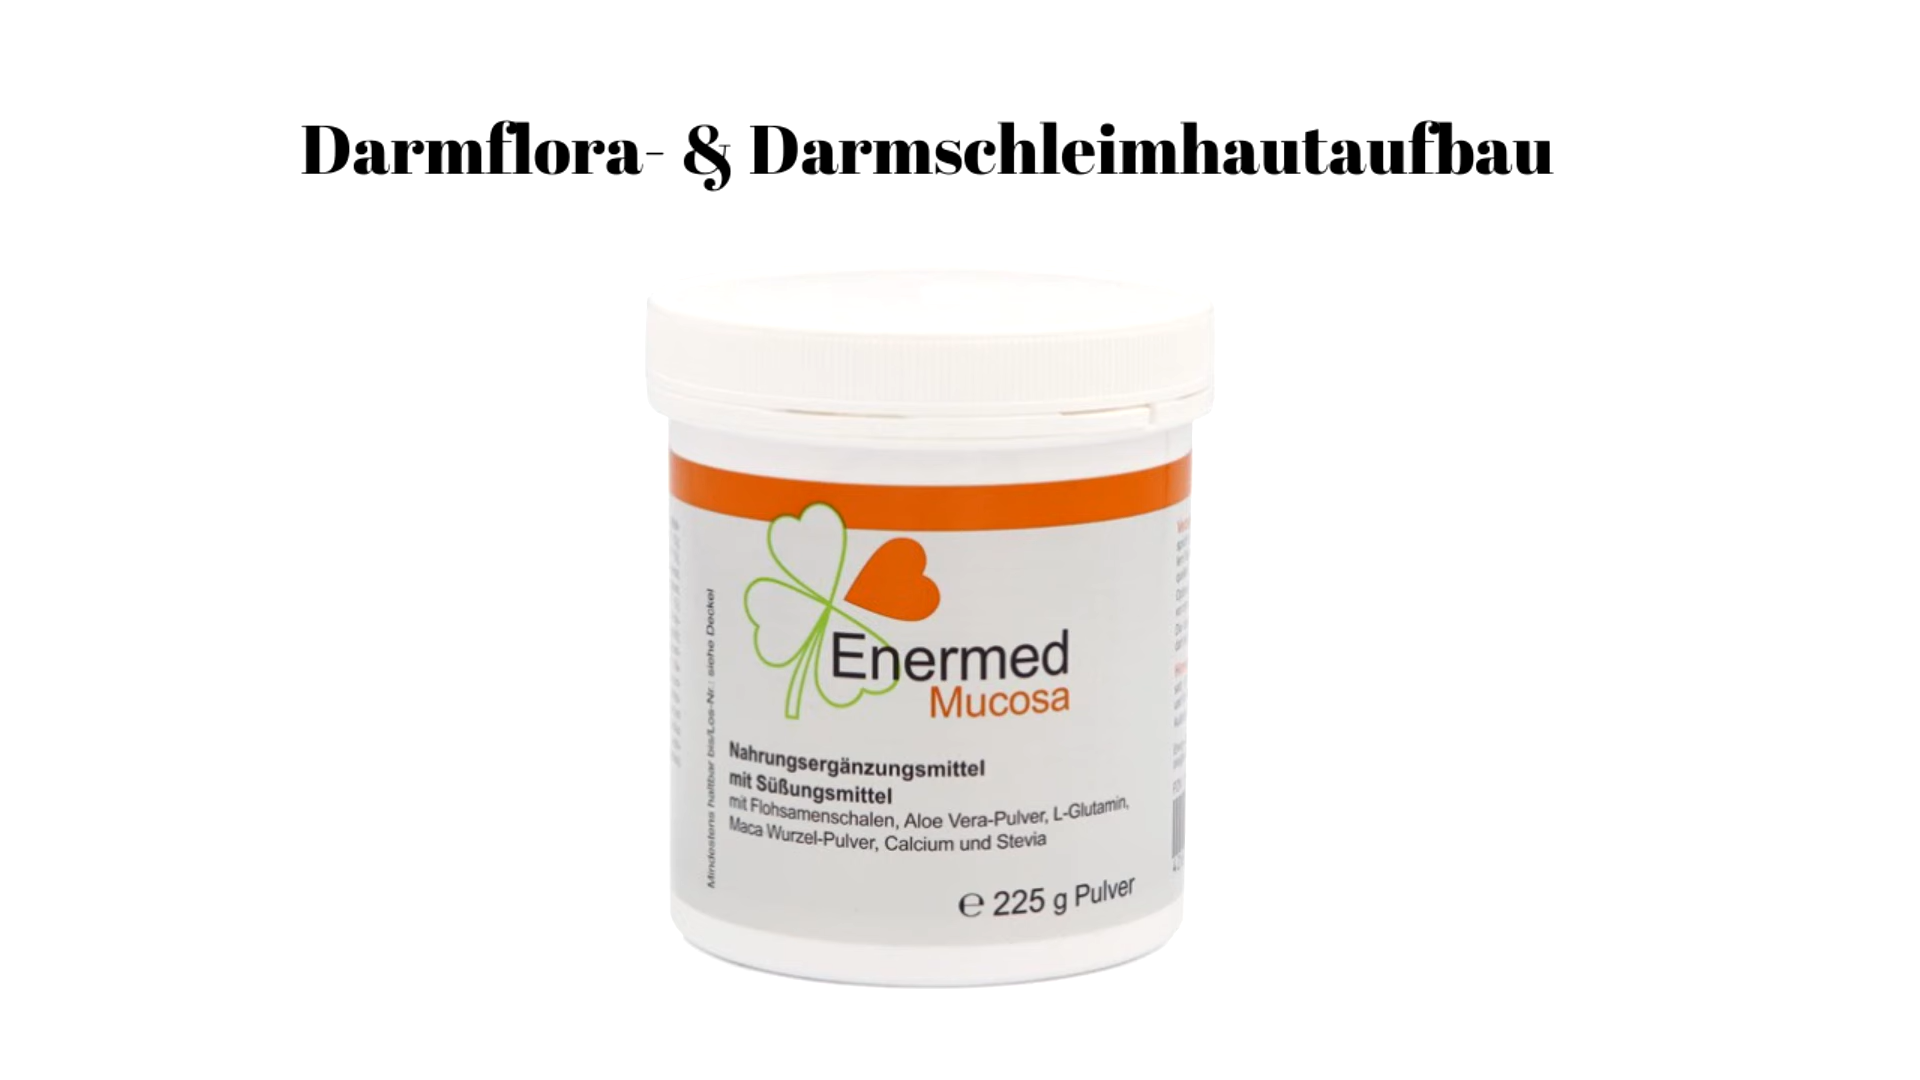 Darmflora- & Darmschleimhautaufbau
Enermed
Mucosa
Nahrungsergänzungsmittel
mit Süßungsmittel
mit Flohsamenschalen, Aloe Vera-Pulver, L-Glutamin,
Maca Wurzel-Pulver, Calcium und Stevia
℮ 225 g Pulver
Mindestens haltbar bis/Los-Nr.: siehe Deckel